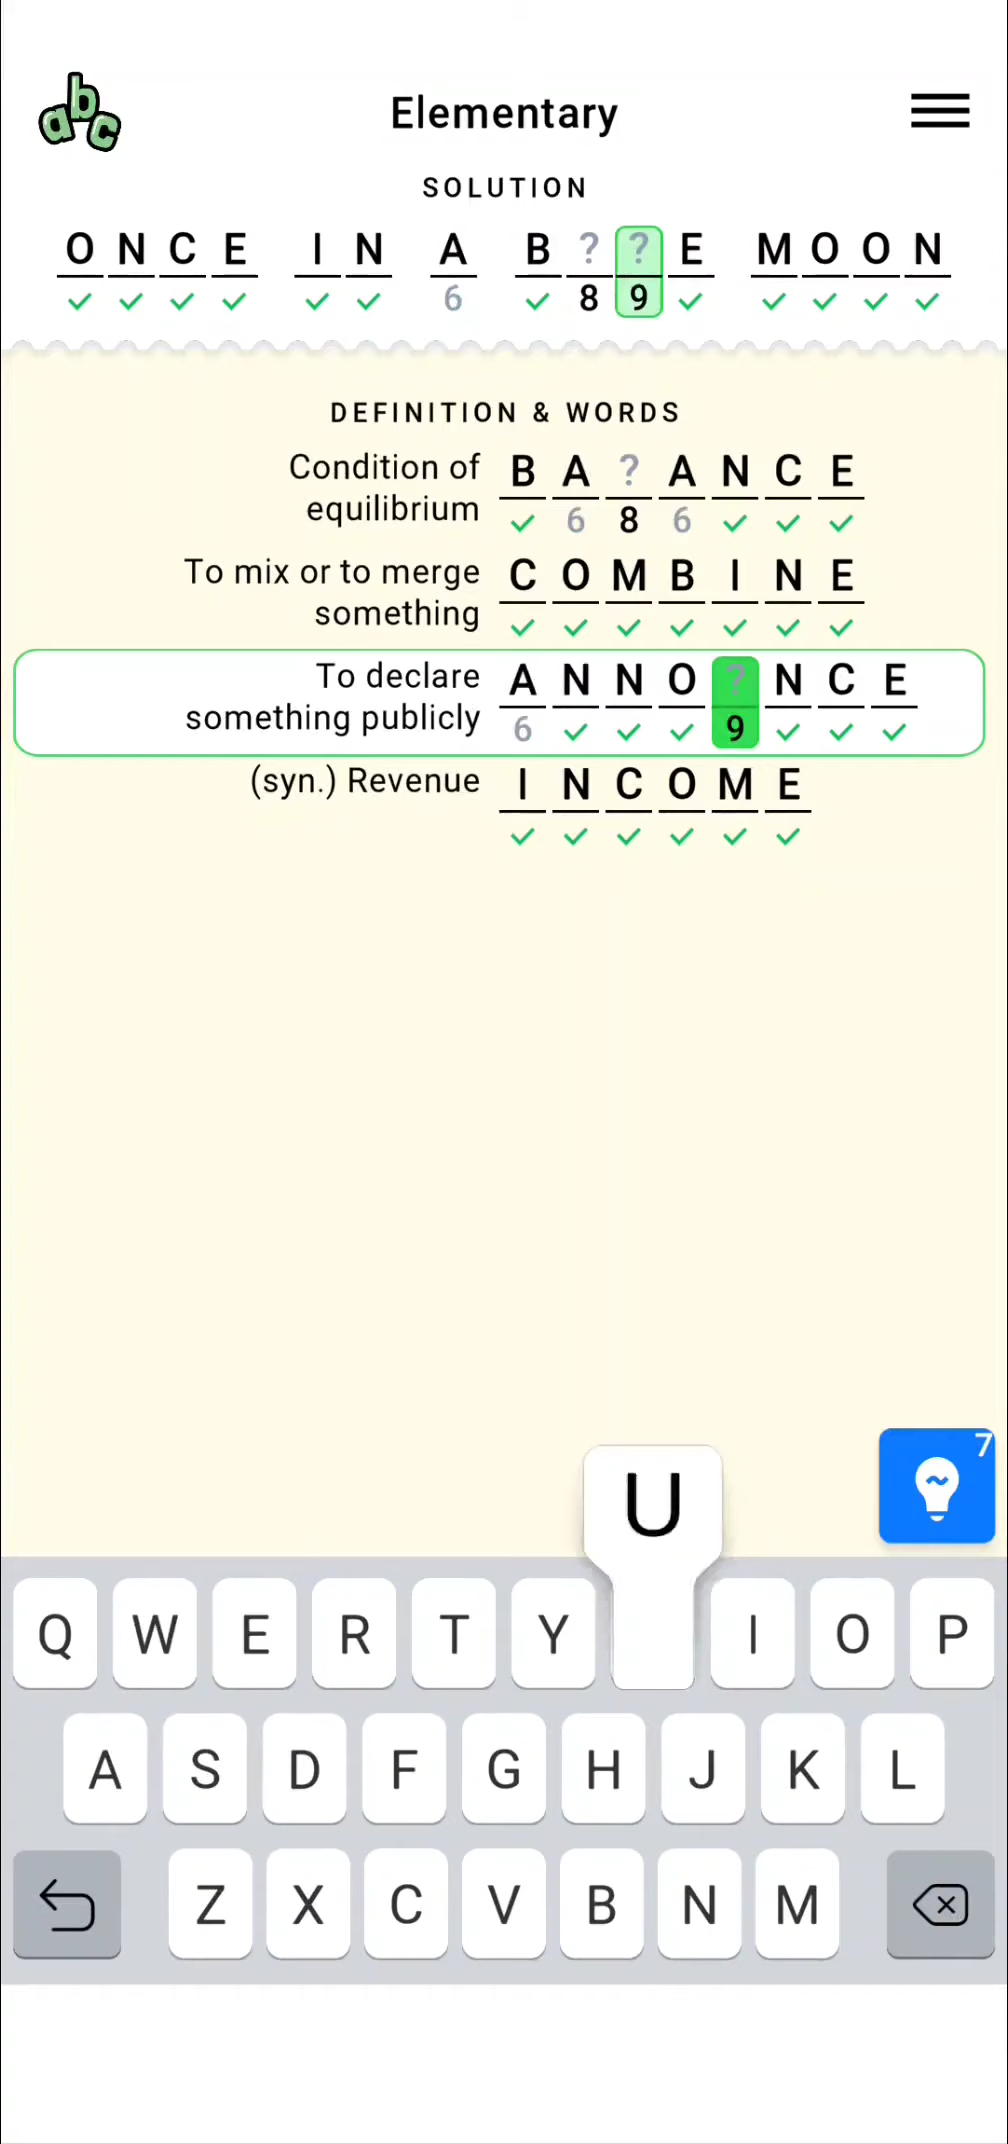 abc
Elementary
SOLUTION
O N C E I N A B ? ? E M O O N
6 8 9
DEFINITION & WORDS
Condition of
equilibrium
B A ? A N C E
6 8 6
To mix or to merge
something
C O M B I N E
To declare
something publicly
A N N O ? N C E
6 9
(syn.) Revenue
I N C O M E
7
U
Q W E R T Y I O P
A S D F G H J K L
Z X C V B N M